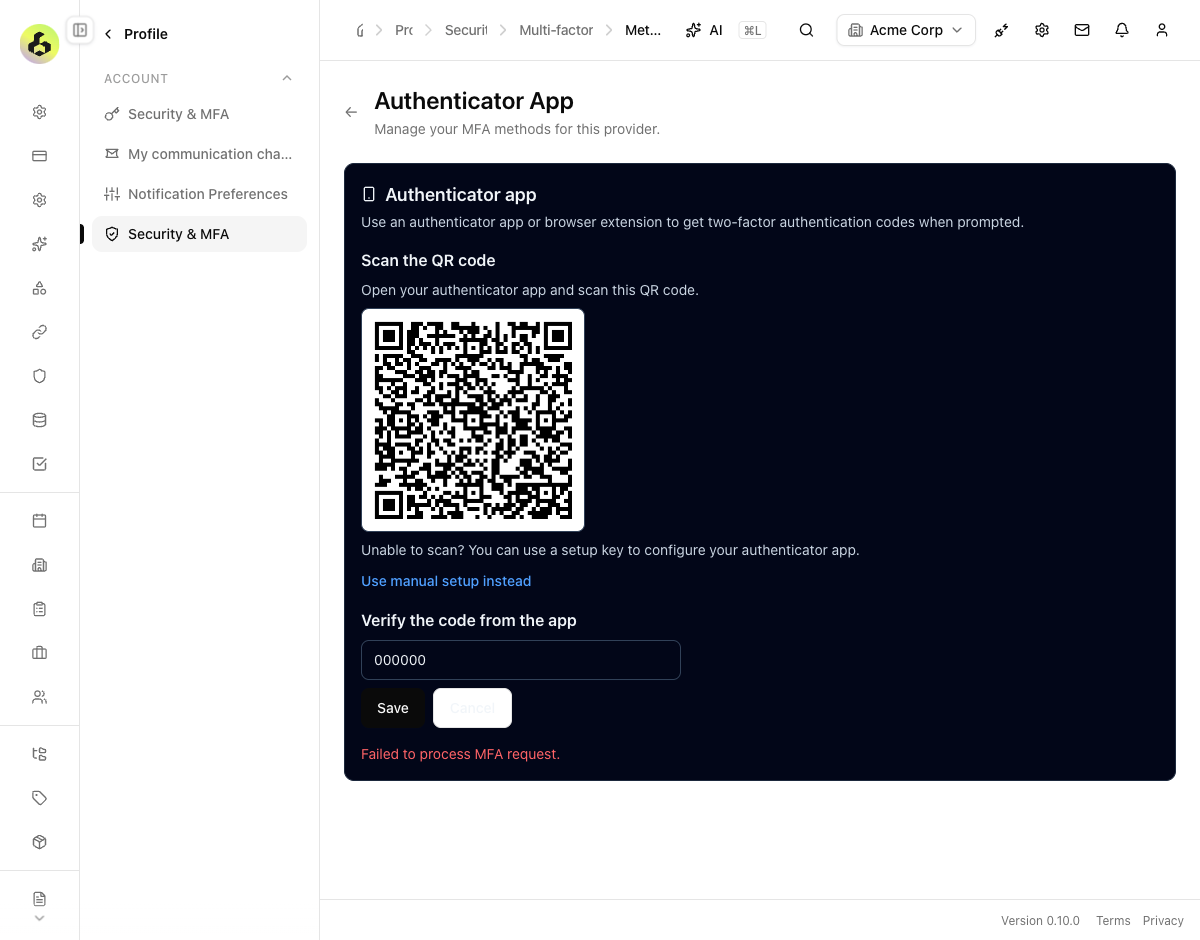 Profile
ACCOUNT
Security & MFA
My communication cha...
Notification Preferences
Security & MFA
Multi-factor
Met...
AI
⌘L
Acme Corp
Authenticator App
Manage your MFA methods for this provider.
Authenticator app
Use an authenticator app or browser extension to get two-factor authentication codes when prompted.
Scan the QR code
Open your authenticator app and scan this QR code.
Unable to scan? You can use a setup key to configure your authenticator app.
Use manual setup instead
Verify the code from the app
000000
Save
Cancel
Failed to process MFA request.
Version 0.10.0
Terms
Privacy